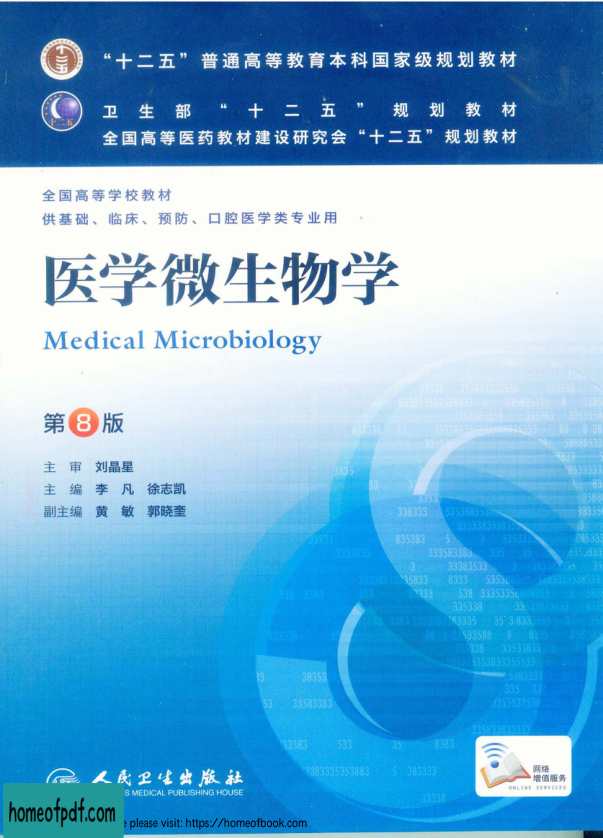 “十二五”普通高等教育本科国家级规划教材
卫生部“十二五”规划教材
全国高等医药教材建设研究会“十二五”规划教材
全国高等学校教材
供基础、临床、预防、口腔医学类专业用
医学微生物学
Medical Microbiology
第8版
主 审 刘晶星
主 编 李 凡 徐志凯
副主编 黄 敏 郭晓奎
人民卫生出版社
MEDICAL PUBLISHING HOUSE
网络
增值服务
ONLINE SERVICES
homeofpdf.com
please visit: https://homeofbook.com